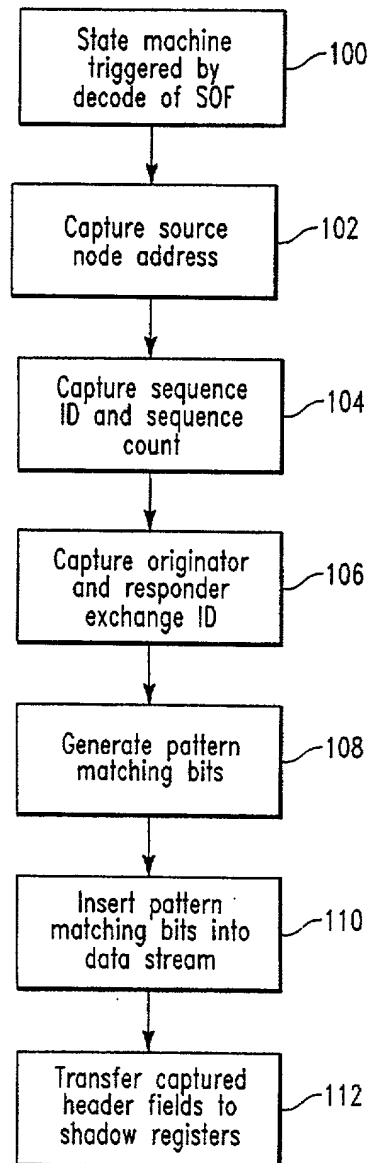 State machine
triggered by
decode of SOF
100
Capture source
node address
102
Capture sequence
ID and sequence
count
104
Capture originator
and responder
exchange ID
106
Generate pattern
matching bits
108
Insert pattern
matching bits into
data stream
110
Transfer captured
header fields to
shadow registers
112